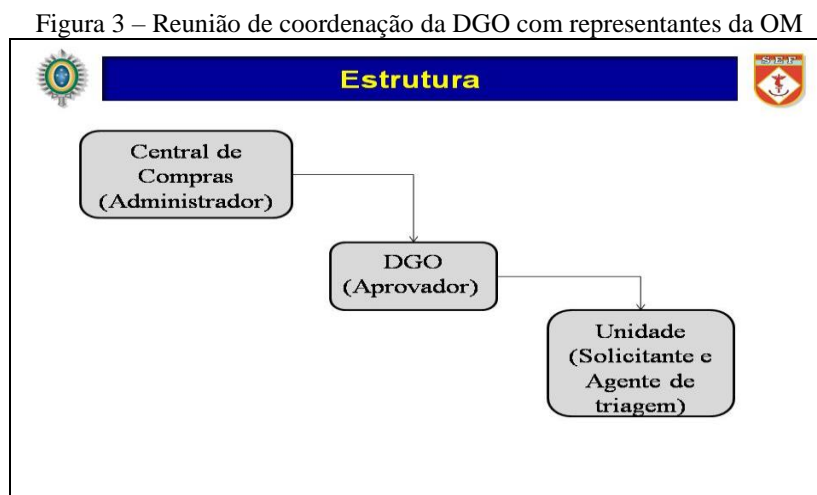 Figura 3 – Reunião de coordenação da DGO com representantes da OM
Estrutura
S.E.F.
Central de
Compras
(Administrador)
DGO
(Aprovador)
Unidade
(Solicitante e
Agente de
triagem)